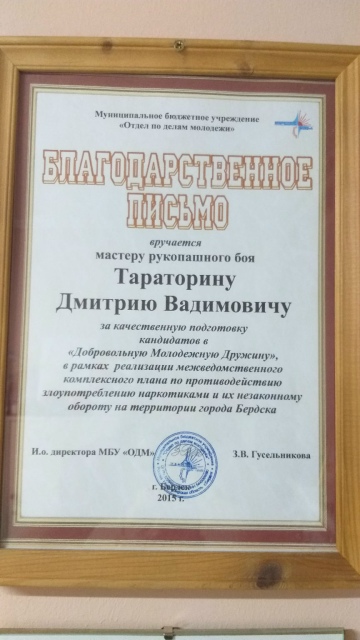 Муниципальное бюджетное учреждение
«Отдел по делам молодежи»
БЛАГОДАРСТВЕННОЕ
ПИСЬМО
вручается
мастеру рукопашного боя
Тараторину
Дмитрию Вадимовичу
за качественную подготовку
кандидатов в
«Добровольную Молодежную Дружину»,
в рамках реализации межведомственного
комплексного плана по противодействию
злоупотреблению наркотиками и их незаконному
обороту на территории города Бердска
И.о. директора МБУ «ОДМ» З.В. Гусельникова
г. Бердск
2015 г.